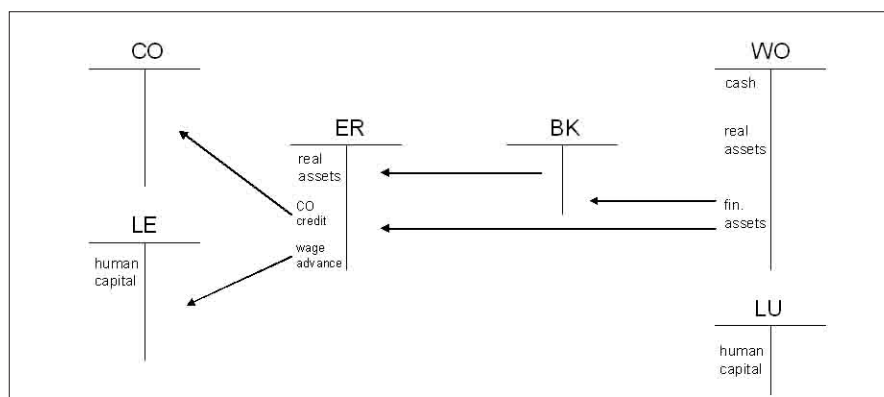 CO
LE
human
capital
ER
real
assets
CO
credit
wage
advance
BK
WO
cash
real
assets
fin.
assets
LU
human
capital